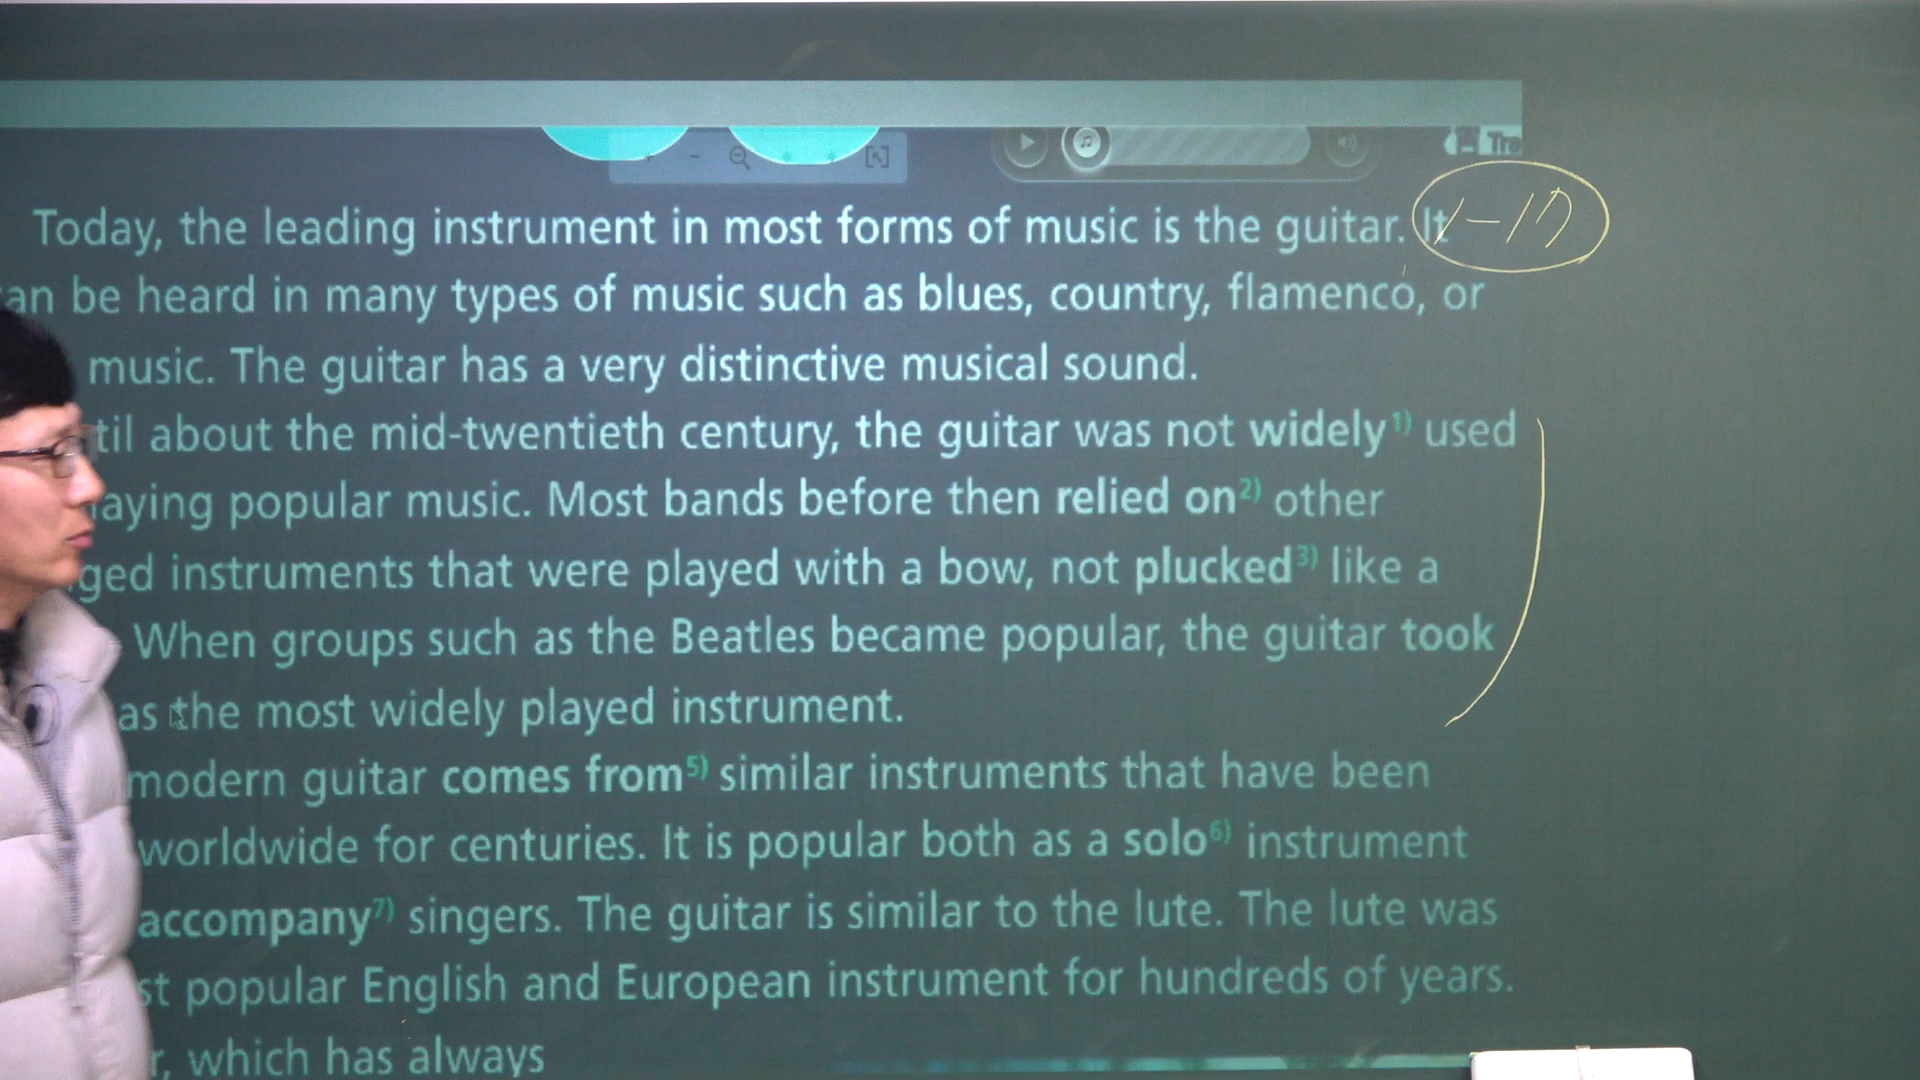 1-17
Today, the leading instrument in most forms of music is the guitar. It
an be heard in many types of music such as blues, country, flamenco, or
music. The guitar has a very distinctive musical sound.
til about the mid-twentieth century, the guitar was not widely1) used
aying popular music. Most bands before then relied on2) other
ged instruments that were played with a bow, not plucked3) like a
When groups such as the Beatles became popular, the guitar took
as the most widely played instrument.
modern guitar comes from5) similar instruments that have been
worldwide for centuries. It is popular both as a solo6) instrument
accompany7) singers. The guitar is similar to the lute. The lute was
st popular English and European instrument for hundreds of years.
r, which has always